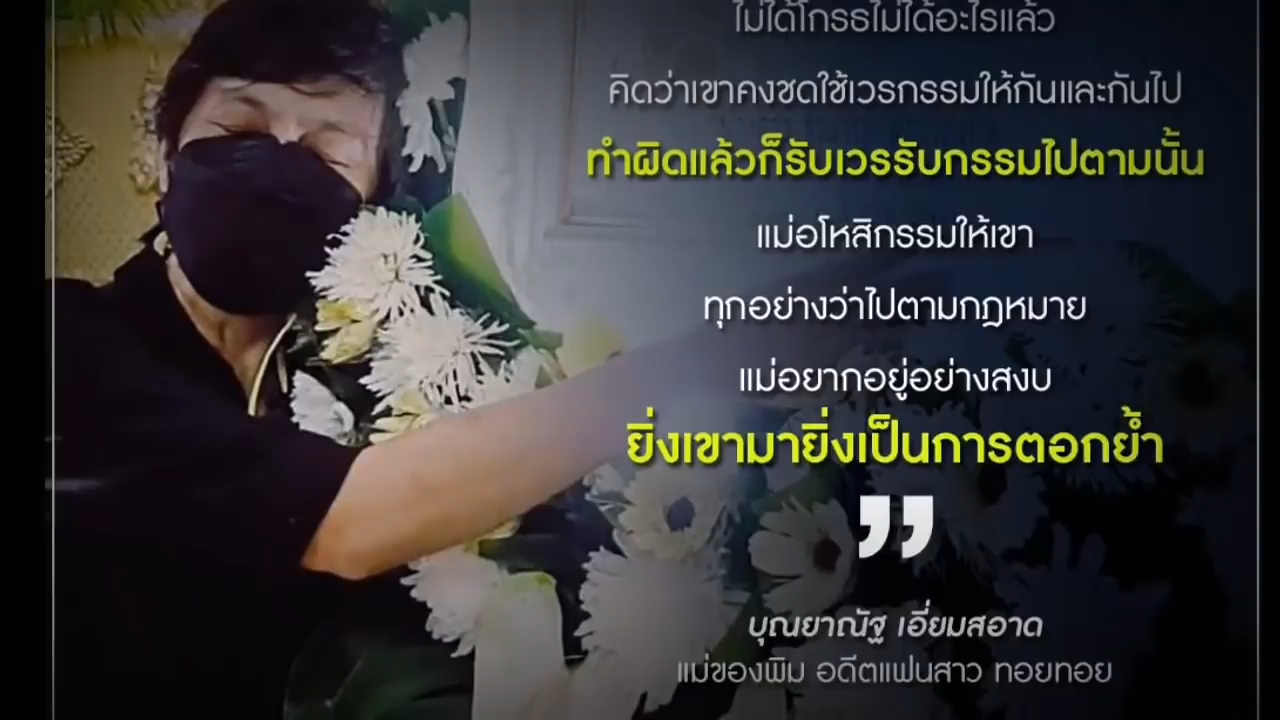 ไม่ได้โกรธไม่ได้อะไรแล้ว
คิดว่าเขาคงชดใช้เวรกรรมให้กันและกันไป
ทำผิดแล้วก็รับเวรรับกรรมไปตามนั้น
แม่อโหสิกรรมให้เขา
ทุกอย่างว่าไปตามกฎหมาย
แม่อยากอยู่อย่างสงบ
ยิ่งเขามายิ่งเป็นการตอกย้ำ
”
บุณยาณัฐ เอี่ยมสอาด
แม่ของพิม อดีตแฟนสาว ทอยทอย